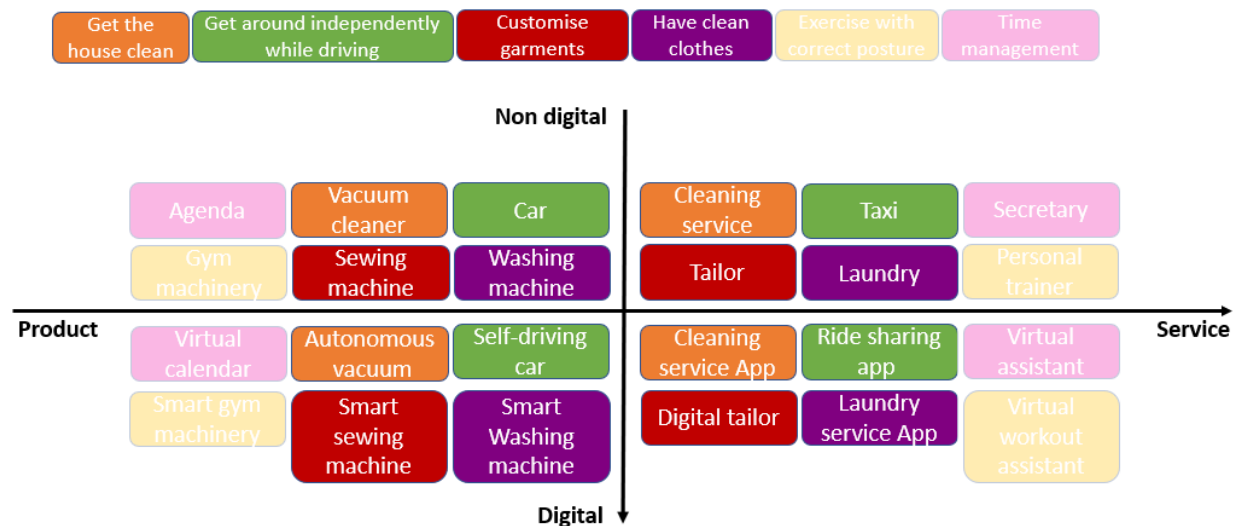 Get the
house clean
Get around independently
while driving
Customise
garments
Have clean
clothes
Exercise with
correct posture
Time
management
Non digital
Agenda
Vacuum
cleaner
Car
Cleaning
service
Taxi
Secretary
Gym
machinery
Sewing
machine
Washing
machine
Tailor
Laundry
Personal
trainer
Product
Service
Virtual
calendar
Autonomous
vacuum
Self-driving
car
Cleaning
service App
Ride sharing
app
Virtual
assistant
Smart gym
machinery
Smart
sewing
machine
Smart
Washing
machine
Digital tailor
Laundry
service App
Virtual
workout
assistant
Digital